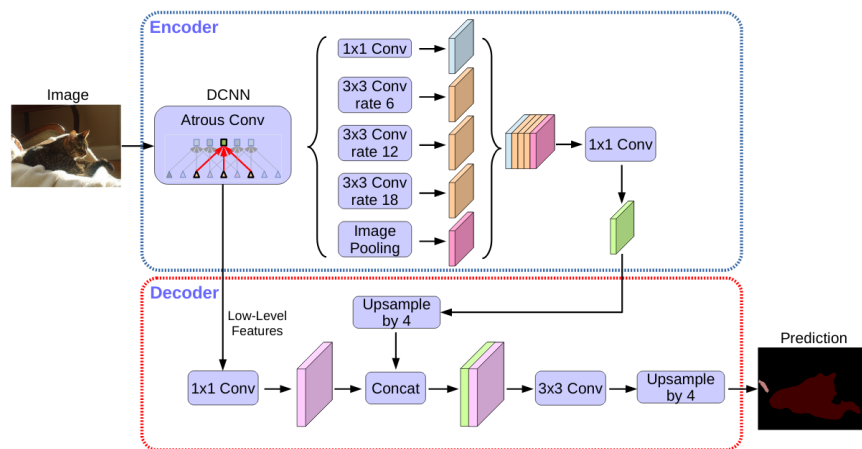 Encoder
Image
DCNN
Atrous Conv
1x1 Conv
3x3 Conv
rate 6
3x3 Conv
rate 12
3x3 Conv
rate 18
Image
Pooling
1x1 Conv
Decoder
Low-Level
Features
Upsample
by 4
1x1 Conv
Concat
3x3 Conv
Upsample
by 4
Prediction